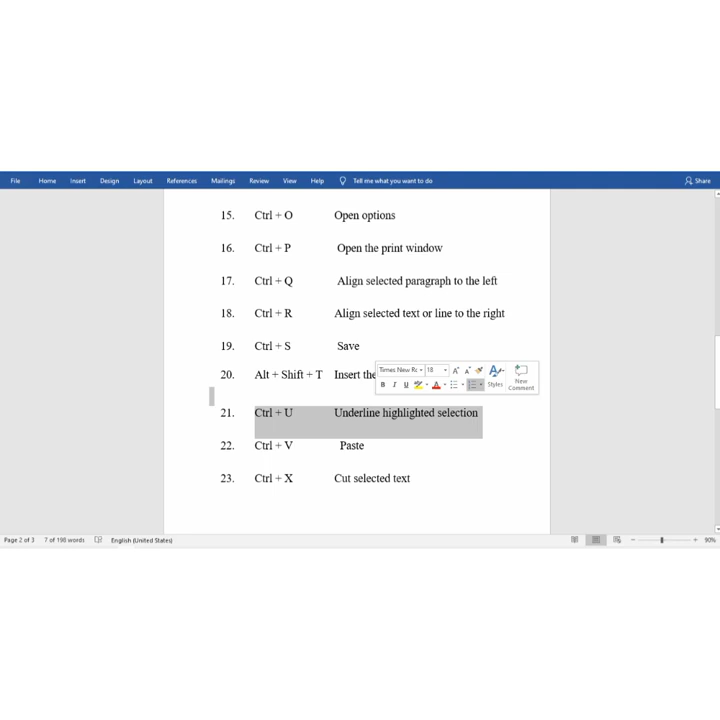 File Home Insert Design Layout References Mailings Review View Help Tell me what you want to do Share
15. Ctrl + O Open options
16. Ctrl + P Open the print window
17. Ctrl + Q Align selected paragraph to the left
18. Ctrl + R Align selected text or line to the right
19. Ctrl + S Save
20. Alt + Shift + T Insert the
Times New Rc 18 A A A New
B I U ab A Styles Comment
21. Ctrl + U Underline highlighted selection
22. Ctrl + V Paste
23. Ctrl + X Cut selected text
Page 2 of 3 7 of 198 words English (United States) 90%